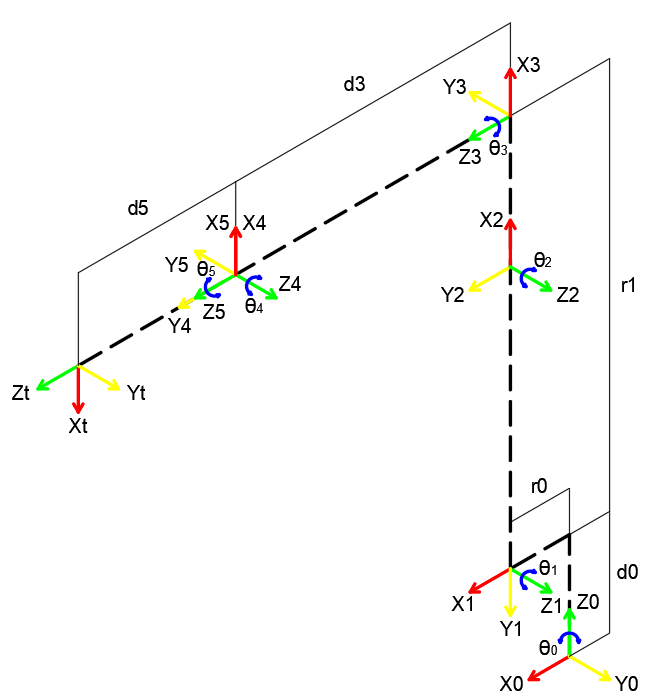 X3
d3
Y3
Z3
θ3
d5
X5 X4
X2
Y5
θ5
θ2
Z4
r1
Z5
θ4
Y2
Z2
Y4
Zt
Yt
Xt
r0
θ1
d0
X1
Z1
Z0
Y1
θ0
X0
Y0